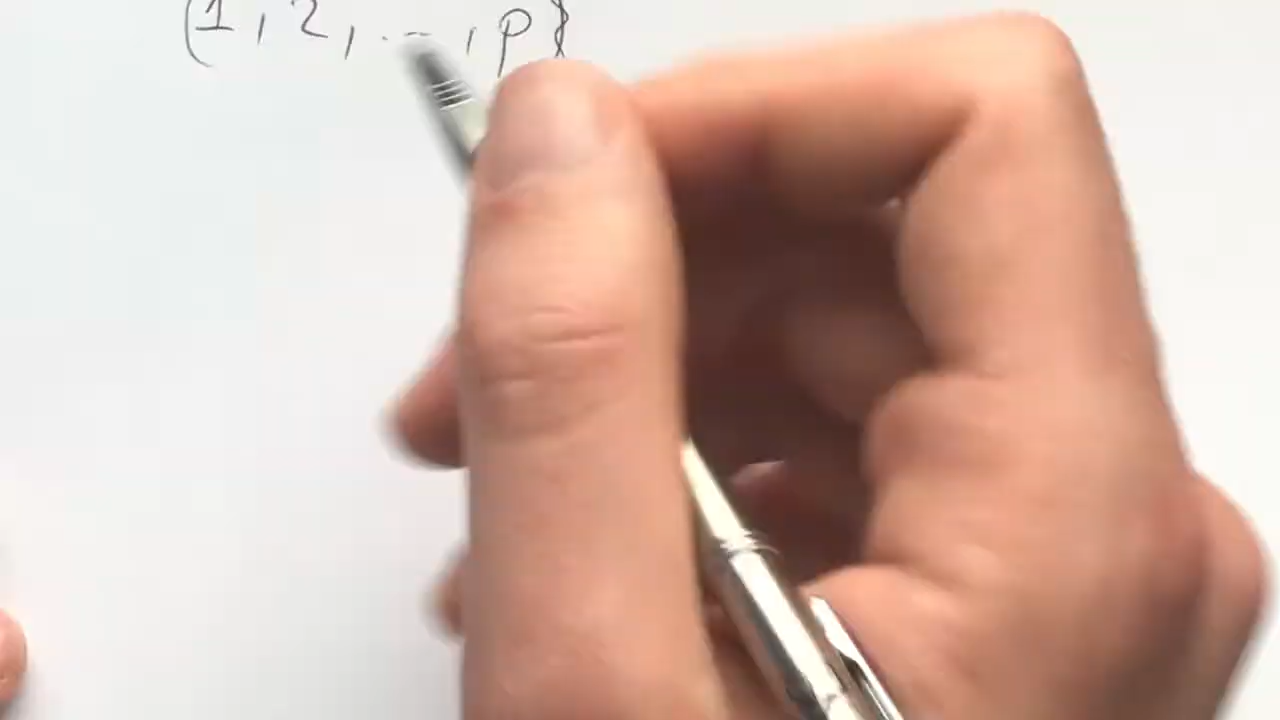 {1, 2, ..., p}